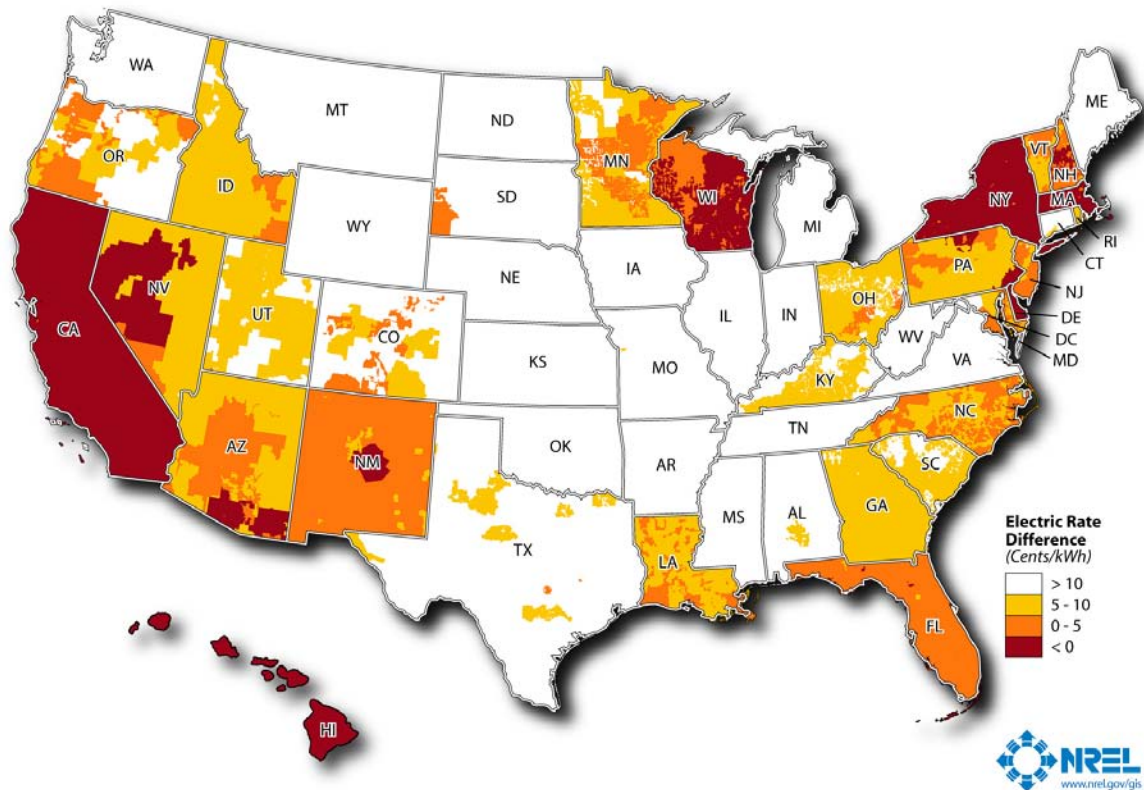 WA
MT
ND
ME
OR
MN
VT
ID
SD
WI
NH
NY
MA
WY
MI
RI
CT
NE
IA
PA
NV
OH
NJ
UT
IL
IN
DE
CO
DC
CA
WV
MD
KS
MO
VA
KY
NC
AZ
OK
TN
NM
AR
SC
MS
AL
GA
TX
LA
FL
HI
Electric Rate
Difference
(Cents/kWh)
> 10
5 - 10
0 - 5
< 0
NREL
www.nrel.gov/gis